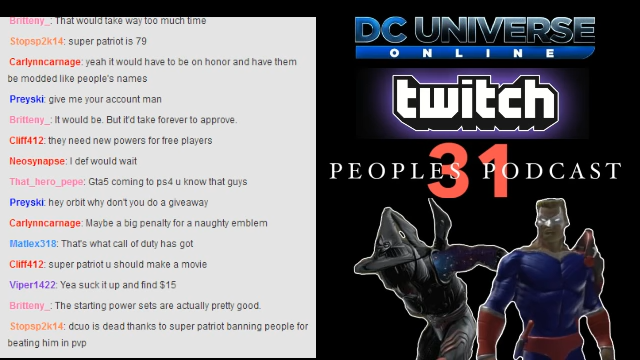 Britteny_: That would take way too much time
Stopsp2k14: super patriot is 79
Carlynncarnage: yeah it would have to be on honor and have them
be modded like people's names
Preyski: give me your account man
Britteny_: It would be. But it'd take forever to approve.
Cliff412: they need new powers for free players
Neosynapse: I def would wait
That_hero_pepe: Gta5 coming to ps4 u know that guys
Preyski: hey orbit why don't you do a giveaway
Carlynncarnage: Maybe a big penalty for a naughty emblem
Matlex318: That's what call of duty has got
Cliff412: super patriot u should make a movie
Viper1422: Yea suck it up and find $15
Britteny_: The starting power sets are actually pretty good.
Stopsp2k14: dcuo is dead thanks to super patriot banning people for
beating him in pvp
DC UNIVERSE
ONLINE
twitch
31
PEOPLES PODCAST